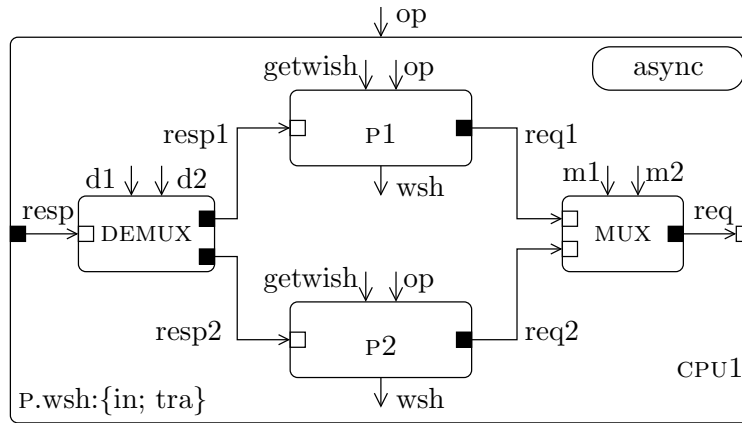 op
async
getwish op
P1
resp1
req1
wsh
d1 d2
m1 m2
resp
DEMUX
MUX
req
getwish op
P2
resp2
req2
wsh
CPU1
P.wsh:{in; tra}